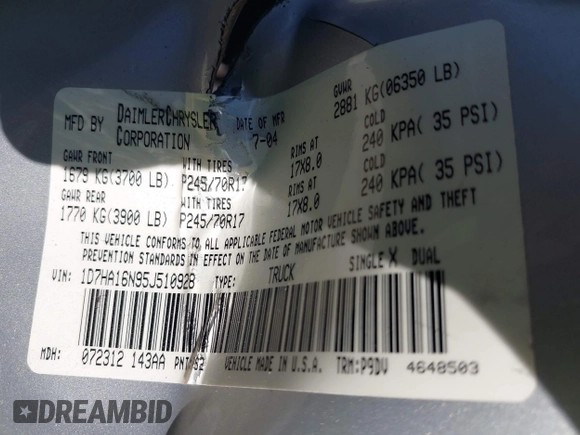 MFD BY DAIMLERCHRYSLER CORPORATION
DATE OF MFR 7-04
GVWR 2881 KG(06350 LB)
GAWR FRONT 1679 KG(3700 LB)
WITH TIRES P245/70R17
RIMS AT 17X8.0
COLD 240 KPA( 35 PSI)
GAWR REAR 1770 KG(3900 LB)
WITH TIRES P245/70R17
RIMS AT 17X8.0
COLD 240 KPA( 35 PSI)
THIS VEHICLE CONFORMS TO ALL APPLICABLE FEDERAL MOTOR VEHICLE SAFETY AND THEFT
PREVENTION STANDARDS IN EFFECT ON THE DATE OF MANUFACTURE SHOWN ABOVE.
VIN: 1D7HA16N95J510928 TYPE: TRUCK SINGLE X DUAL
MDH: 072312 143AA PNT:S2 VEHICLE MADE IN U.S.A. TRM:P9DV 4648503
DREAMBID